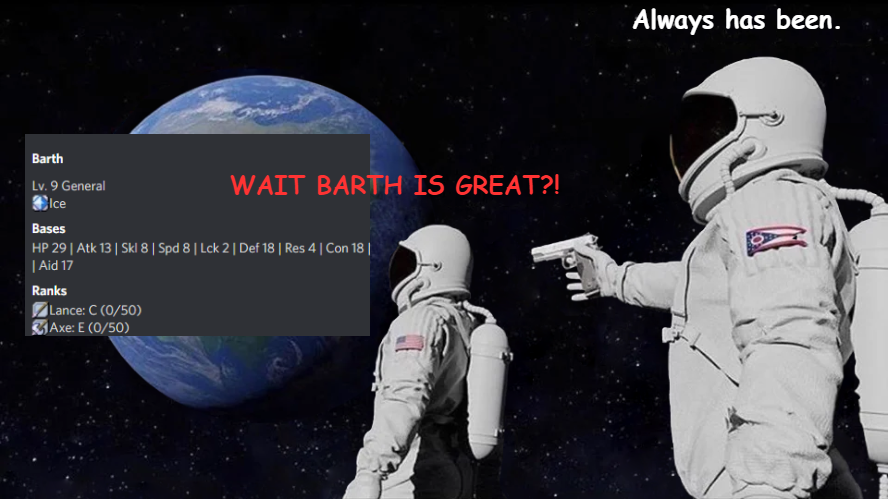 Always has been.
Barth
WAIT BARTH IS GREAT?!
Lv. 9 General
Ice
Bases
HP 29 | Atk 13 | Skl 8 | Spd 8 | Lck 2 | Def 18 | Res 4 | Con 18 |
| Aid 17
Ranks
Lance: C (0/50)
Axe: E (0/50)